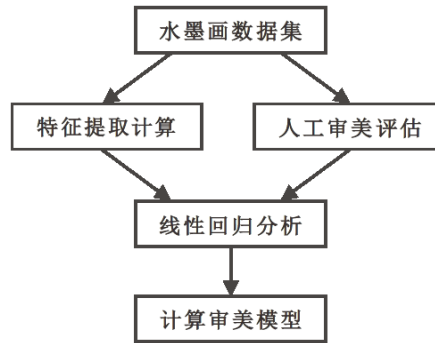 水墨画数据集
特征提取计算
人工审美评估
线性回归分析
计算审美模型